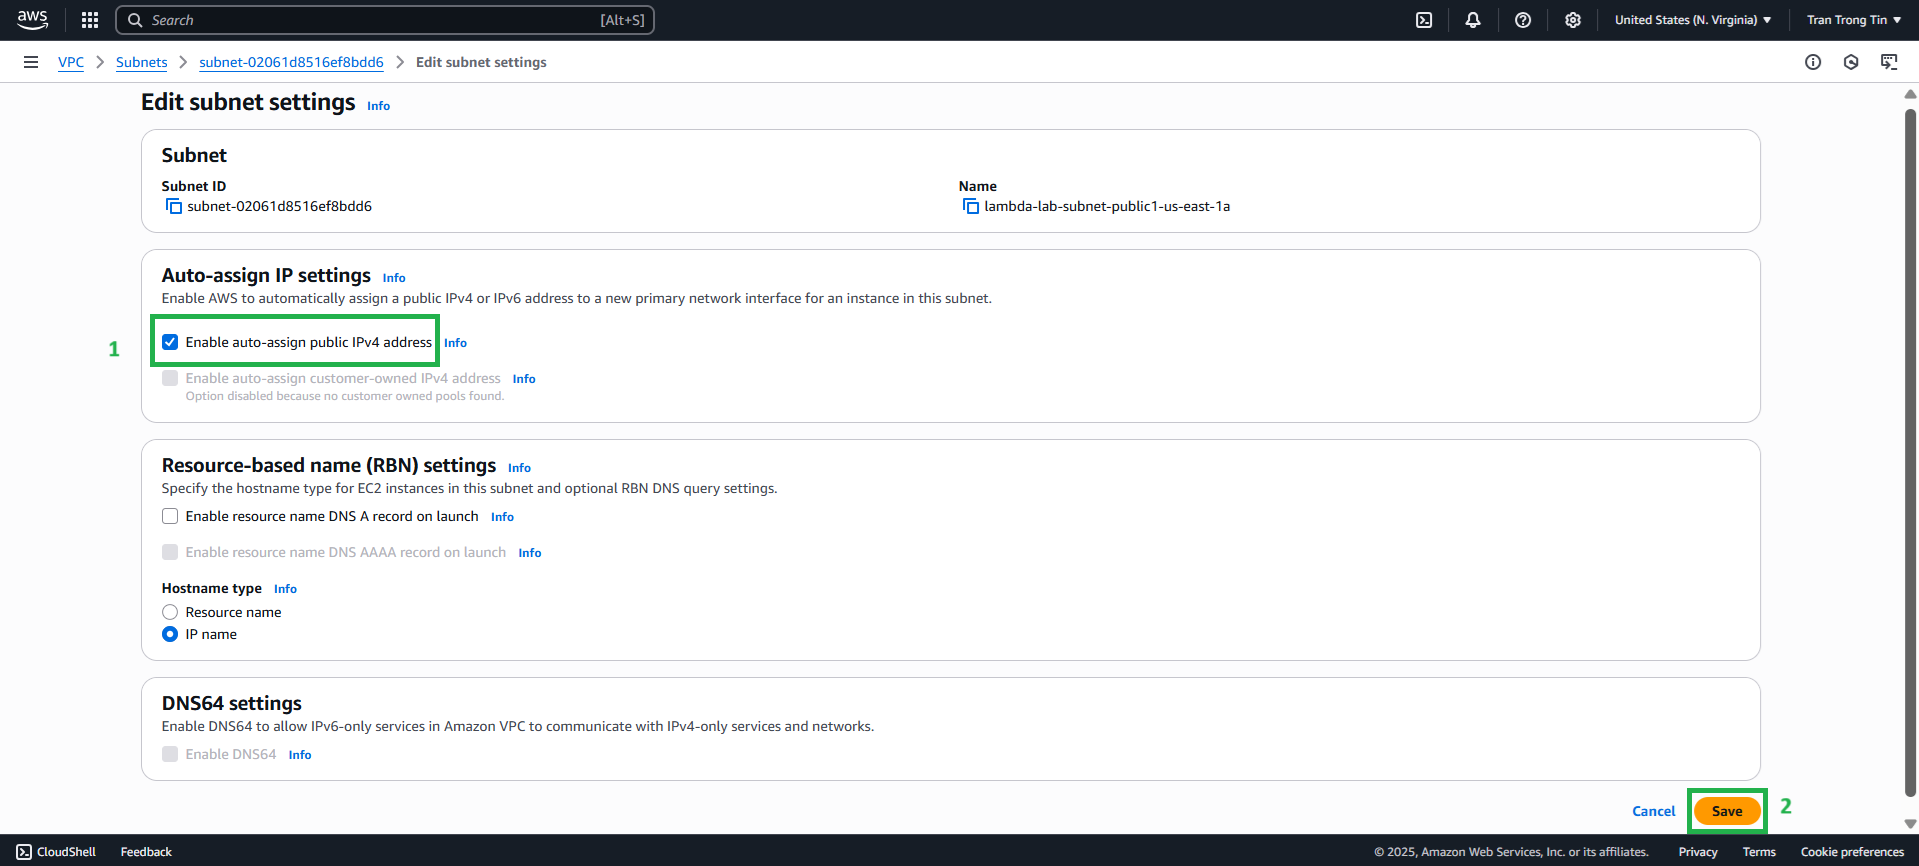 aws
Search [Alt+S]
United States (N. Virginia) Tran Trong Tin
VPC Subnets subnet-02061d8516ef8bdd6 Edit subnet settings
Edit subnet settings Info
Subnet
Subnet ID Name
subnet-02061d8516ef8bdd6 lambda-lab-subnet-public1-us-east-1a
Auto-assign IP settings Info
Enable AWS to automatically assign a public IPv4 or IPv6 address to a new primary network interface for an instance in this subnet.
1 Enable auto-assign public IPv4 address Info
Enable auto-assign customer-owned IPv4 address Info
Option disabled because no customer owned pools found.
Resource-based name (RBN) settings Info
Specify the hostname type for EC2 instances in this subnet and optional RBN DNS query settings.
Enable resource name DNS A record on launch Info
Enable resource name DNS AAAA record on launch Info
Hostname type Info
Resource name
IP name
DNS64 settings
Enable DNS64 to allow IPv6-only services in Amazon VPC to communicate with IPv4-only services and networks.
Enable DNS64 Info
Cancel Save 2
CloudShell Feedback © 2025, Amazon Web Services, Inc. or its affiliates. Privacy Terms Cookie preferences